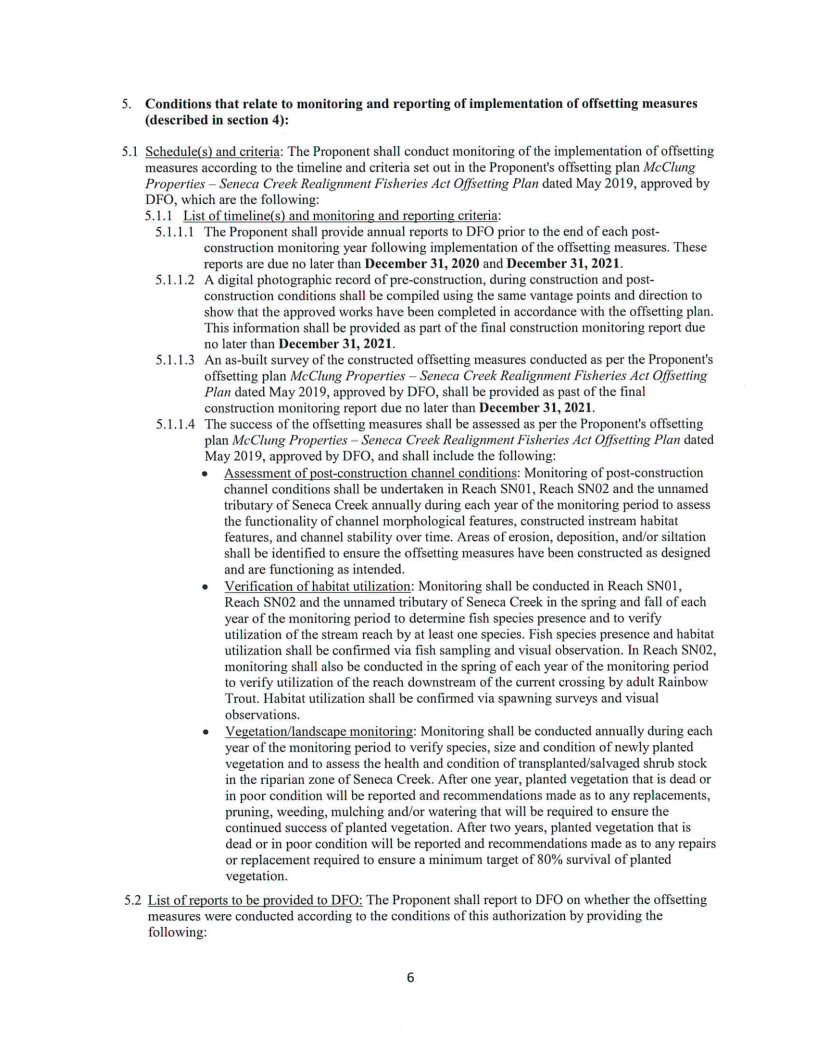 5. Conditions that relate to monitoring and reporting of implementation of offsetting measures
(described in section 4):
5.1 Schedule(s) and criteria: The Proponent shall conduct monitoring of the implementation of offsetting
measures according to the timeline and criteria set out in the Proponent's offsetting plan McClung
Properties – Seneca Creek Realignment Fisheries Act Offsetting Plan dated May 2019, approved by
DFO, which are the following:
5.1.1 List of timeline(s) and monitoring and reporting criteria:
5.1.1.1 The Proponent shall provide annual reports to DFO prior to the end of each post-
construction monitoring year following implementation of the offsetting measures. These
reports are due no later than December 31, 2020 and December 31, 2021.
5.1.1.2 A digital photographic record of pre-construction, during construction and post-
construction conditions shall be compiled using the same vantage points and direction to
show that the approved works have been completed in accordance with the offsetting plan.
This information shall be provided as part of the final construction monitoring report due
no later than December 31, 2021.
5.1.1.3 An as-built survey of the constructed offsetting measures conducted as per the Proponent's
offsetting plan McClung Properties – Seneca Creek Realignment Fisheries Act Offsetting
Plan dated May 2019, approved by DFO, shall be provided as past of the final
construction monitoring report due no later than December 31, 2021.
5.1.1.4 The success of the offsetting measures shall be assessed as per the Proponent's offsetting
plan McClung Properties – Seneca Creek Realignment Fisheries Act Offsetting Plan dated
May 2019, approved by DFO, and shall include the following:
• Assessment of post-construction channel conditions: Monitoring of post-construction
channel conditions shall be undertaken in Reach SN01, Reach SN02 and the unnamed
tributary of Seneca Creek annually during each year of the monitoring period to assess
the functionality of channel morphological features, constructed instream habitat
features, and channel stability over time. Areas of erosion, deposition, and/or siltation
shall be identified to ensure the offsetting measures have been constructed as designed
and are functioning as intended.
• Verification of habitat utilization: Monitoring shall be conducted in Reach SN01,
Reach SN02 and the unnamed tributary of Seneca Creek in the spring and fall of each
year of the monitoring period to determine fish species presence and to verify
utilization of the stream reach by at least one species. Fish species presence and habitat
utilization shall be confirmed via fish sampling and visual observation. In Reach SN02,
monitoring shall also be conducted in the spring of each year of the monitoring period
to verify utilization of the reach downstream of the current crossing by adult Rainbow
Trout. Habitat utilization shall be confirmed via spawning surveys and visual
observations.
• Vegetation/landscape monitoring: Monitoring shall be conducted annually during each
year of the monitoring period to verify species, size and condition of newly planted
vegetation and to assess the health and condition of transplanted/salvaged shrub stock
in the riparian zone of Seneca Creek. After one year, planted vegetation that is dead or
in poor condition will be reported and recommendations made as to any replacements,
pruning, weeding, mulching and/or watering that will be required to ensure the
continued success of planted vegetation. After two years, planted vegetation that is
dead or in poor condition will be reported and recommendations made as to any repairs
or replacement required to ensure a minimum target of 80% survival of planted
vegetation.
5.2 List of reports to be provided to DFO: The Proponent shall report to DFO on whether the offsetting
measures were conducted according to the conditions of this authorization by providing the
following:
6